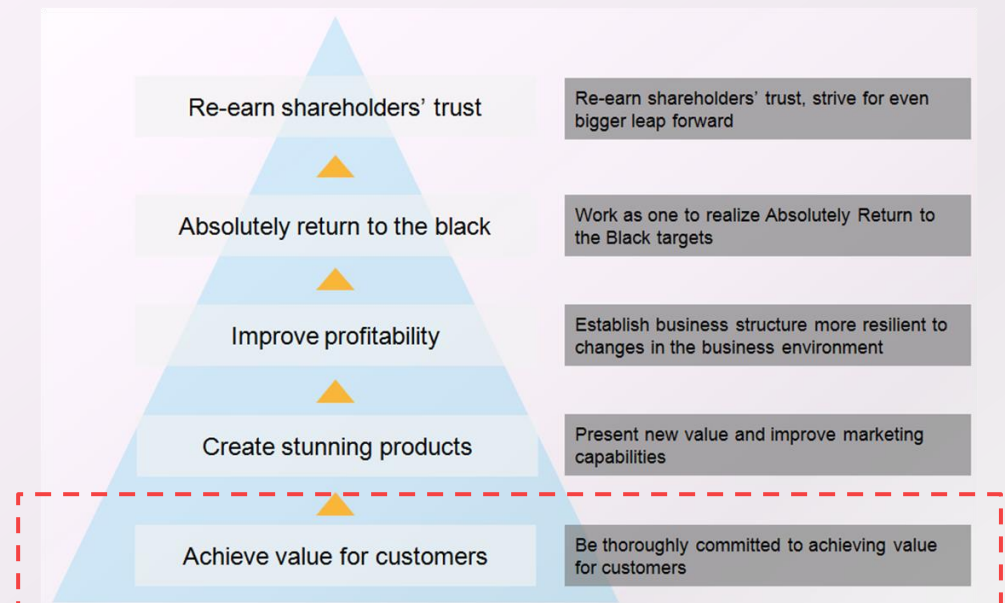 Re-earn shareholders' trust
Re-earn shareholders' trust, strive for even
bigger leap forward
Absolutely return to the black
Work as one to realize Absolutely Return to
the Black targets
Improve profitability
Establish business structure more resilient to
changes in the business environment
Create stunning products
Present new value and improve marketing
capabilities
Achieve value for customers
Be thoroughly committed to achieving value
for customers